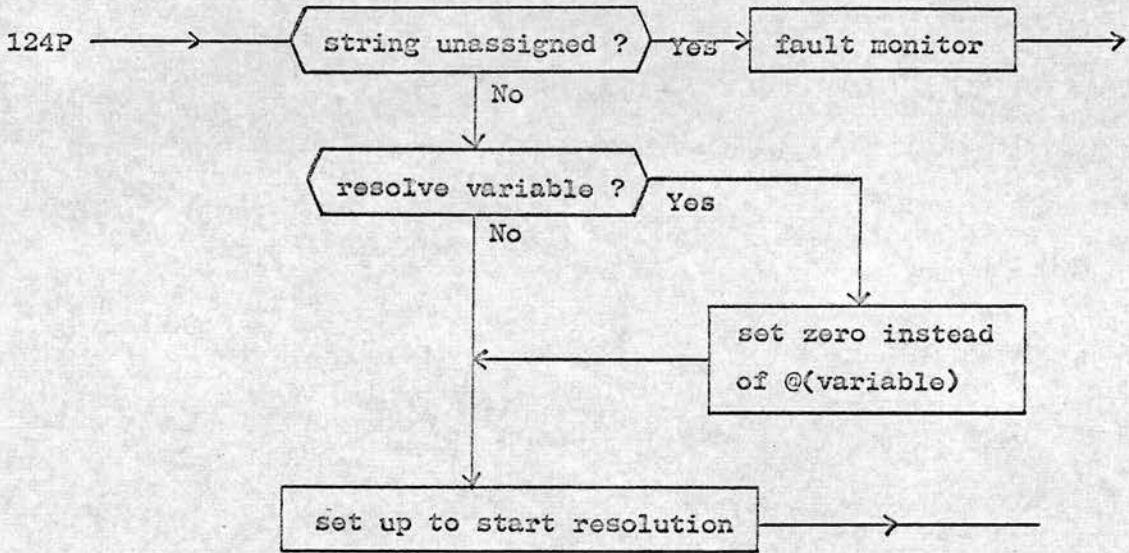 124P
string unassigned ?
Yes
fault monitor
No
resolve variable ?
Yes
No
set zero instead
of @(variable)
set up to start resolution